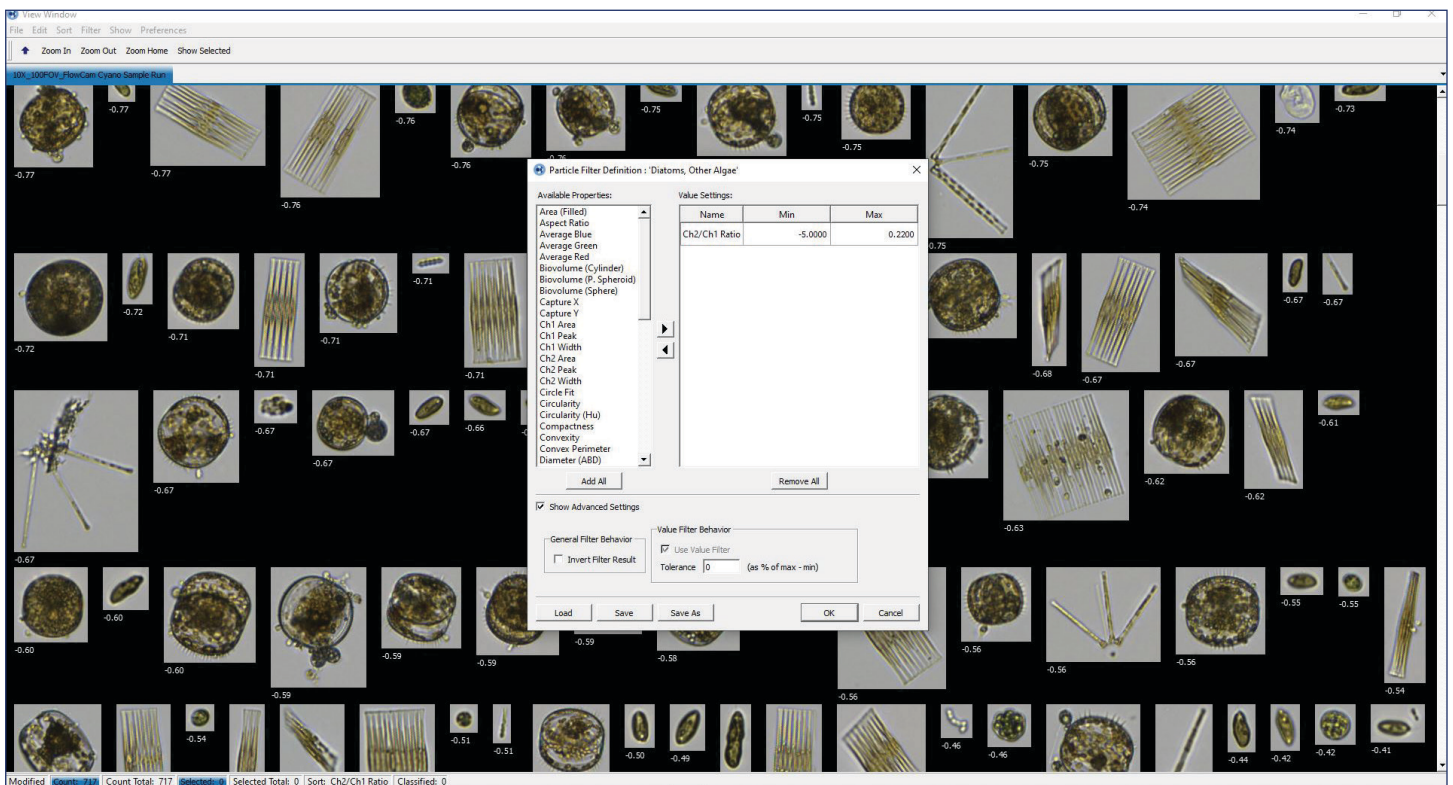 View Window
File Edit Sort Filter Show Preferences
Zoom In Zoom Out Zoom Home Show Selected
10X_100FOV_FlowCam Cyano Sample Run
-0.77
-0.77
-0.77
-0.76
-0.76
-0.76
-0.76
-0.75
-0.75
-0.75
-0.75
-0.75
-0.74
-0.74
-0.73
-0.72
-0.72
-0.71
-0.71
-0.71
-0.71
-0.71
-0.68
-0.67
-0.67
-0.67
-0.67
-0.67
-0.67
-0.67
-0.67
-0.67
-0.66
-0.63
-0.62
-0.62
-0.61
-0.60
-0.60
-0.60
-0.59
-0.59
-0.59
-0.59
-0.58
-0.56
-0.56
-0.56
-0.56
-0.55
-0.55
-0.54
-0.54
-0.51
-0.51
-0.50
-0.49
-0.46
-0.46
-0.44
-0.42
-0.42
-0.41
Particle Filter Definition : 'Diatoms, Other Algae'
Available Properties:
Area (Filled)
Aspect Ratio
Average Blue
Average Green
Average Red
Biovolume (Cylinder)
Biovolume (P. Spheroid)
Biovolume (Sphere)
Capture X
Capture Y
Ch1 Area
Ch1 Peak
Ch1 Width
Ch2 Area
Ch2 Peak
Ch2 Width
Circle Fit
Circularity
Circularity (Hu)
Compactness
Convexity
Convex Perimeter
Diameter (ABD)
Add All
Value Settings:
Name Min Max
Ch2/Ch1 Ratio -5.0000 0.2200
Remove All
Show Advanced Settings
General Filter Behavior
Invert Filter Result
Value Filter Behavior
Use Value Filter
Tolerance 0 (as % of max - min)
Load Save Save As OK Cancel
Modified Count: 717 Count Total: 717 Selected: 0 Selected Total: 0 Sort: Ch2/Ch1 Ratio Classified: 0